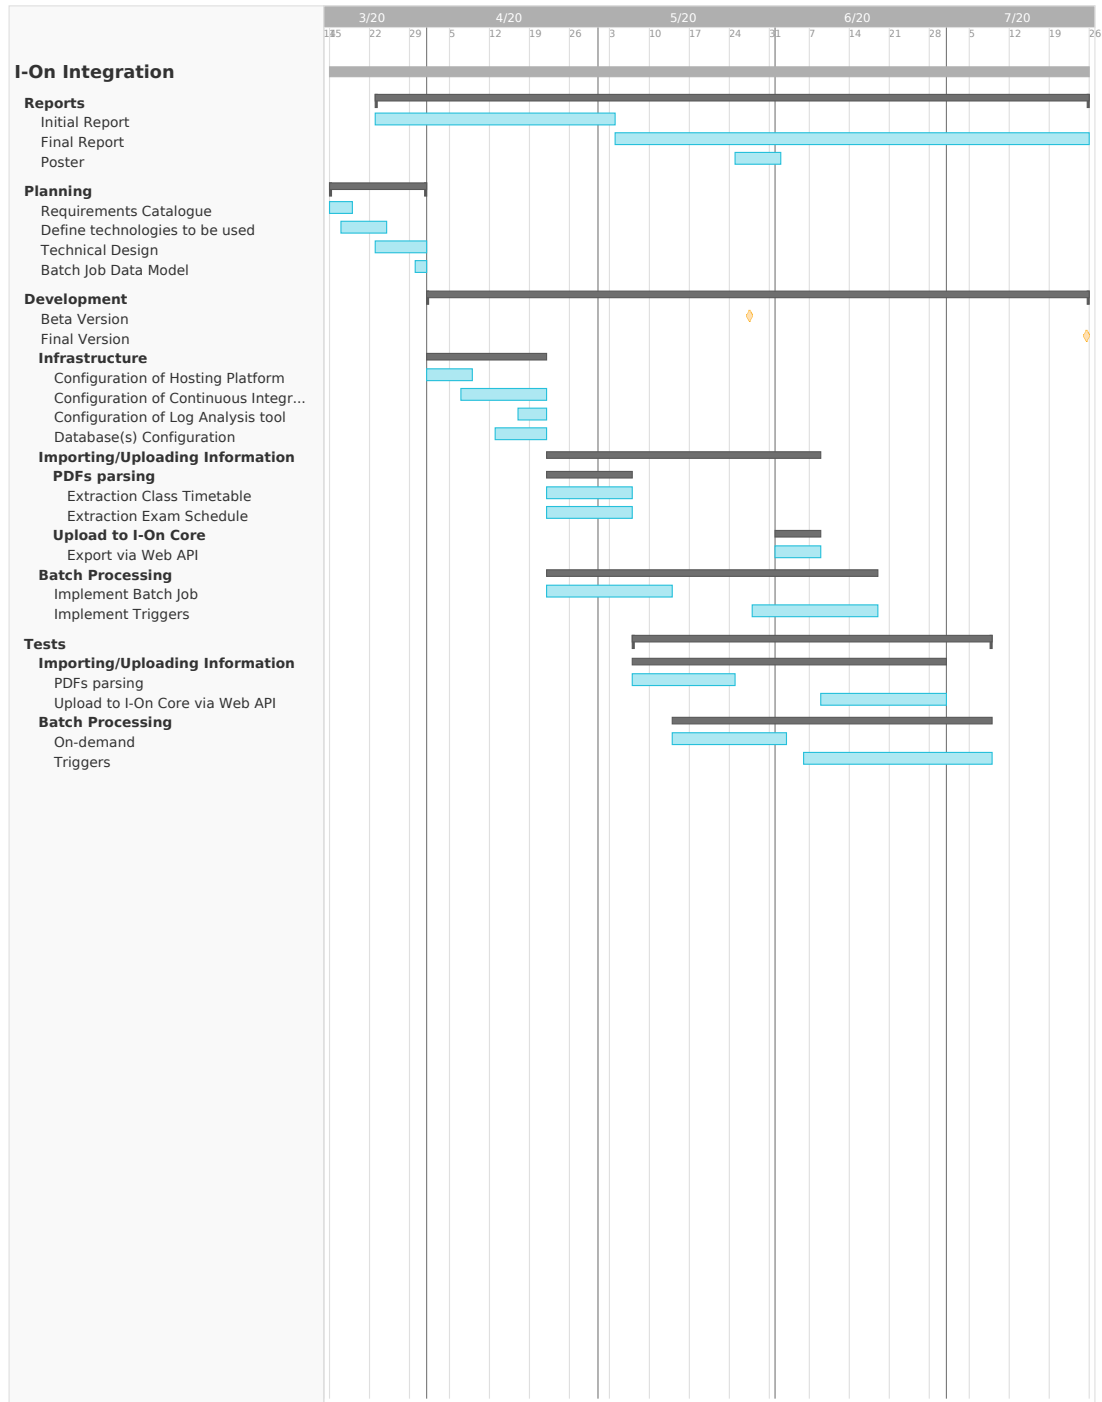 3/20 4/20 5/20 6/20 7/20
14 15 22 29 5 12 19 26 3 10 17 24 31 7 14 21 28 5 12 19 26
I-On Integration
Reports
Initial Report
Final Report
Poster
Planning
Requirements Catalogue
Define technologies to be used
Technical Design
Batch Job Data Model
Development
Beta Version
Final Version
Infrastructure
Configuration of Hosting Platform
Configuration of Continuous Integr...
Configuration of Log Analysis tool
Database(s) Configuration
Importing/Uploading Information
PDFs parsing
Extraction Class Timetable
Extraction Exam Schedule
Upload to I-On Core
Export via Web API
Batch Processing
Implement Batch Job
Implement Triggers
Tests
Importing/Uploading Information
PDFs parsing
Upload to I-On Core via Web API
Batch Processing
On-demand
Triggers